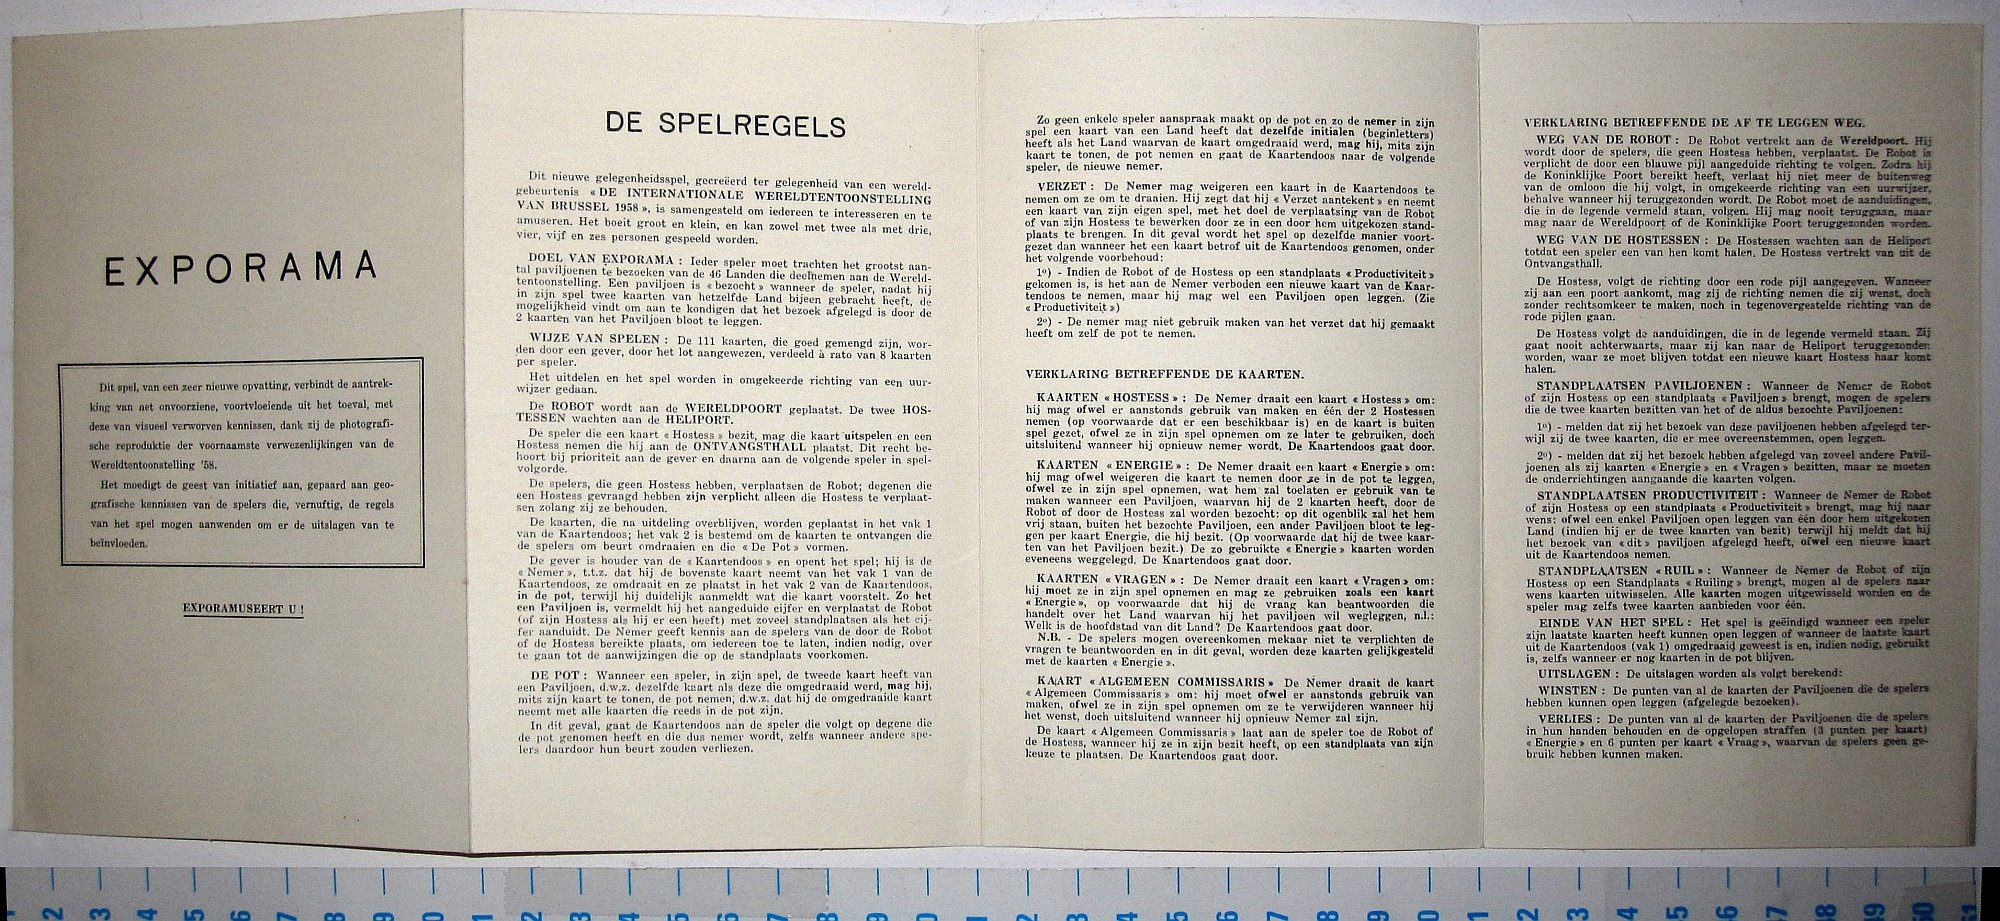 EXPORAMA
Dit spel, van een zeer nieuwe opvatting, verbindt de aantrek-
king van net onvoorziene, voortvloeiende uit het toeval, met
deze van visueel verworven kennissen, dank zij de photografi-
sche reproduktie der voornaamste verwezenlijkingen van de
Wereldtentoonstelling '58.
Het moedigt de geest van initiatief aan, gepaard aan geo-
grafische kennissen van de spelers die, vernuftig, de regels
van het spel mogen aanwenden om er de uitslagen van te
beïnvloeden.
EXPORAMUSEERT U !
DE SPELREGELS
Dit nieuwe gelegenheidsspel, gecreëerd ter gelegenheid van een wereld-
gebeurtenis « DE INTERNATIONALE WERELDTENTOONSTELLING
VAN BRUSSEL 1958 », is samengesteld om iedereen te interesseren en te
amuseren. Het boeit groot en klein, en kan zowel met twee als met drie,
vier, vijf en zes personen gespeeld worden.
DOEL VAN EXPORAMA : Ieder speler moet trachten het grootst aan-
tal paviljoenen te bezoeken van de 46 Landen die deelnemen aan de Wereld-
tentoonstelling. Een paviljoen is « bezocht » wanneer de speler, nadat hij
in zijn spel twee kaarten van hetzelfde Land bijeen gebracht heeft, de
mogelijkheid vindt om aan te kondigen dat het bezoek afgelegd is door de
2 kaarten van het Paviljoen bloot te leggen.
WIJZE VAN SPELEN : De 111 kaarten, die goed gemengd zijn, wor-
den door een gever, door het lot aangewezen, verdeeld à rato van 8 kaarten
per speler.
Het uitdelen en het spel worden in omgekeerde richting van een uur-
wijzer gedaan.
De ROBOT wordt aan de WERELDPOORT geplaatst. De twee HOS-
TESSEN wachten aan de HELIPORT.
De speler die een kaart « Hostess » bezit, mag die kaart uitspelen en een
Hostess nemen die hij aan de ONTVANGSTHALL plaatst. Dit recht be-
hoort bij prioriteit aan de gever en daarna aan de volgende speler in spel-
volgorde.
De spelers, die geen Hostess hebben, verplaatsen de Robot; degenen die
een Hostess gevraagd hebben zijn verplicht alleen die Hostess te verplaat-
sen zolang zij ze behouden.
De kaarten, die na uitdeling overblijven, worden geplaatst in het vak 1
van de Kaartendoos; het vak 2 is bestemd om de kaarten te ontvangen die
de spelers om beurt omdraaien en die « De Pot » vormen.
De gever is houder van de « Kaartendoos » en opent het spel; hij is de
« Nemer », t.t.z. dat hij de bovenste kaart neemt van het vak 1 van de
Kaartendoos, ze omdraait en ze plaatst in het vak 2 van de Kaartendoos,
in de pot, terwijl hij duidelijk aanmeldt wat die kaart voorstelt. Zo het
een Paviljoen is, vermeldt hij het aangeduide cijfer en verplaatst de Robot
(of zijn Hostess als hij er een heeft) met zoveel standplaatsen als het cij-
fer aanduidt. De Nemer geeft kennis aan de spelers van de door de Robot
of de Hostess bereikte plaats, om iedereen toe te laten, indien nodig, over
te gaan tot de aanwijzingen die op de standplaats voorkomen.
DE POT : Wanneer een speler, in zijn spel, de tweede kaart heeft van
een Paviljoen, d.w.z. dezelfde kaart als deze die omgedraaid werd, mag hij,
mits zijn kaart te tonen, de pot nemen, d.w.z. dat hij de omgedraaide kaart
neemt met alle kaarten die reeds in de pot zijn.
In dit geval, gaat de Kaartendoos aan de speler die volgt op degene die
de pot genomen heeft en die dus nemer wordt, zelfs wanneer andere spe-
lers daardoor hun beurt zouden verliezen.
Zo geen enkele speler aanspraak maakt op de pot en zo de nemer in zijn
spel een kaart van een Land heeft dat dezelfde initialen (beginletters)
heeft als het Land waarvan de kaart omgedraaid werd, mag hij, mits zijn
kaart te tonen, de pot nemen en gaat de Kaartendoos naar de volgende
speler, de nieuwe nemer.
VERZET : De Nemer mag weigeren een kaart in de Kaartendoos te
nemen om ze om te draaien. Hij zegt dat hij « Verzet aantekent » en neemt
een kaart van zijn eigen spel, met het doel de verplaatsing van de Robot
of van zijn Hostess te bewerken door ze in een door hem uitgekozen stand-
plaats te brengen. In dit geval wordt het spel op dezelfde manier voort-
gezet dan wanneer het een kaart betrof uit de Kaartendoos genomen, onder
het volgende voorbehoud:
1º) - Indien de Robot of de Hostess op een standplaats « Productiviteit »
gekomen is, is het aan de Nemer verboden een nieuwe kaart van de Kaar-
tendoos te nemen, maar hij mag wel een Paviljoen open leggen. (Zie
« Productiviteit »)
2º) - De nemer mag niet gebruik maken van het verzet dat hij gemaakt
heeft om zelf de pot te nemen.
VERKLARING BETREFFENDE DE KAARTEN.
KAARTEN « HOSTESS » : De Nemer draait een kaart « Hostess » om:
hij mag ofwel er aanstonds gebruik van maken en één der 2 Hostessen
nemen (op voorwaarde dat er een beschikbaar is) en de kaart is buiten
spel gezet, ofwel ze in zijn spel opnemen om ze later te gebruiken, doch
uitsluitend wanneer hij opnieuw nemer wordt. De Kaartendoos gaat door.
KAARTEN « ENERGIE » : De Nemer draait een kaart « Energie » om:
hij mag ofwel weigeren die kaart te nemen door ze in de pot te leggen,
ofwel ze in zijn spel opnemen, wat hem zal toelaten er gebruik van te
maken wanneer een Paviljoen, waarvan hij de 2 kaarten heeft, door de
Robot of door de Hostess zal worden bezocht: op dit ogenblik zal het hem
vrij staan, buiten het bezochte Paviljoen, een ander Paviljoen bloot te leg-
gen per kaart Energie, die hij bezit. (Op voorwaarde dat hij de twee kaar-
ten van het Paviljoen bezit.) De zo gebruikte « Energie » kaarten worden
eveneens weggelegd. De Kaartendoos gaat door.
KAARTEN « VRAGEN » : De Nemer draait een kaart « Vragen » om:
hij moet ze in zijn spel opnemen en mag ze gebruiken zoals een kaart
« Energie », op voorwaarde dat hij de vraag kan beantwoorden die
handelt over het Land waarvan hij het paviljoen wil wegleggen, n.l.:
Welk is de hoofdstad van dit Land? De Kaartendoos gaat door.
N.B. - De spelers mogen overeenkomen mekaar niet te verplichten de
vragen te beantwoorden en in dit geval, worden deze kaarten gelijkgesteld
met de kaarten « Energie ».
KAART « ALGEMEEN COMMISSARIS » De Nemer draait de kaart
« Algemeen Commissaris » om: hij moet ofwel er aanstonds gebruik van
maken, ofwel ze in zijn spel opnemen om ze te verwijderen wanneer hij
het wenst, doch uitsluitend wanneer hij opnieuw Nemer zal zijn.
De kaart « Algemeen Commissaris » laat aan de speler toe de Robot of
de Hostess, wanneer hij ze in zijn bezit heeft, op een standplaats van zijn
keuze te plaatsen. De Kaartendoos gaat door.
VERKLARING BETREFFENDE DE AF TE LEGGEN WEG.
WEG VAN DE ROBOT : De Robot vertrekt aan de Wereldpoort. Hij
wordt door de spelers, die geen Hostess hebben, verplaatst. De Robot is
verplicht de door een blauwe pijl aangeduide richting te volgen. Zodra hij
de Koninklijke Poort bereikt heeft, verlaat hij niet meer de buitenweg
van de omloon die hij volgt, in omgekeerde richting van een uurwijzer,
behalve wanneer hij teruggezonden wordt. De Robot moet de aanduidingen,
die in de legende vermeld staan, volgen. Hij mag nooit teruggaan, maar
mag naar de Wereldpoort of de Koninklijke Poort teruggezonden worden.
WEG VAN DE HOSTESSEN : De Hostessen wachten aan de Heliport
totdat een speler een van hen komt halen. De Hostess vertrekt van uit de
Ontvangsthall.
De Hostess, volgt de richting door een rode pijl aangegeven. Wanneer
zij aan een poort aankomt, mag zij de richting nemen die zij wenst, doch
zonder rechtsomkeer te maken, noch in tegenovergestelde richting van de
rode pijlen gaan.
De Hostess volgt de aanduidingen, die in de legende vermeld staan. Zij
gaat nooit achterwaarts, maar zij kan naar de Heliport teruggezonden
worden, waar ze moet blijven totdat een nieuwe kaart Hostess haar komt
halen.
STANDPLAATSEN PAVILJOENEN : Wanneer de Nemer de Robot
of zijn Hostess op een standplaats « Paviljoen » brengt, mogen de spelers
die de twee kaarten bezitten van het of de aldus bezochte Paviljoenen:
1º) - melden dat zij het bezoek van deze paviljoenen hebben afgelegd ter-
wijl zij de twee kaarten, die er mee overeenstemmen, open leggen.
2º) - melden dat zij het bezoek hebben afgelegd van zoveel andere Pavil-
joenen als zij kaarten « Energie » en « Vragen » bezitten, maar ze moeten
de onderrichtingen aangaande die kaarten volgen.
STANDPLAATSEN PRODUCTIVITEIT : Wanneer de Nemer de Robot
of zijn Hostess op een standplaats « Productiviteit » brengt, mag hij naar
wens: ofwel een enkel Paviljoen open leggen van één door hem uitgekozen
Land (indien hij er de twee kaarten van bezit) terwijl hij meldt dat hij
het bezoek van « dit » paviljoen afgelegd heeft, ofwel een nieuwe kaart
uit de Kaartendoos nemen.
STANDPLAATSEN « RUIL » : Wanneer de Nemer de Robot of zijn
Hostess op een Standplaats « Ruiling » brengt, mogen al de spelers naar
wens kaarten uitwisselen. Alle kaarten mogen uitgewisseld worden en de
speler mag zelfs twee kaarten aanbieden voor één.
EINDE VAN HET SPEL : Het spel is geëindigd wanneer een speler
zijn laatste kaarten heeft kunnen open leggen of wanneer de laatste kaart
uit de Kaartendoos (vak 1) omgedraaid geweest is en, indien nodig, gebruikt
is, zelfs wanneer er nog kaarten in de pot blijven.
UITSLAGEN : De uitslagen worden als volgt berekend:
WINSTEN : De punten van al de kaarten der Paviljoenen die de spelers
hebben kunnen open leggen (afgelegde bezoeken).
VERLIES : De punten van al de kaarten der Paviljoenen die de spelers
in hun handen behouden en de opgelopen straffen (3 punten per kaart)
« Energie » en 6 punten per kaart « Vraag », waarvan de spelers geen ge-
bruik hebben kunnen maken.